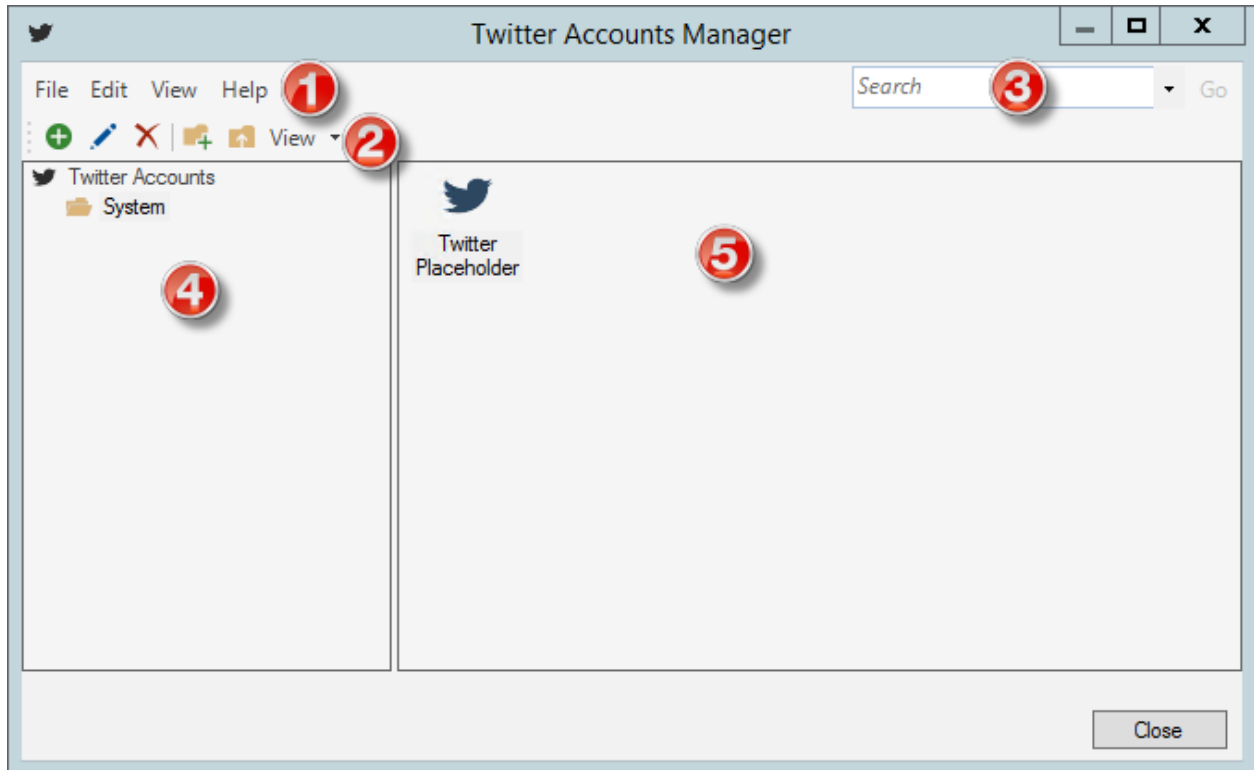 Twitter Accounts Manager
File Edit View Help 1
Search 3 Go
View 2
Twitter Accounts
System
Twitter
Placeholder
4
5
Close